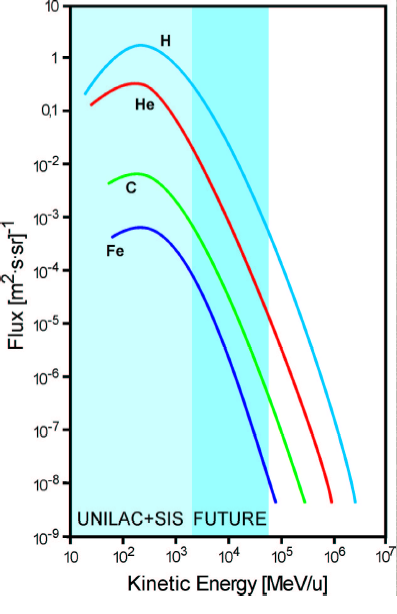 10
1
0,1
10-2
10-3
10-4
10-5
10-6
10-7
10-8
10-9
Flux [m2·s·sr]-1
H
He
C
Fe
UNILAC+SIS FUTURE
10 102 103 104 105 106 107
Kinetic Energy [MeV/u]